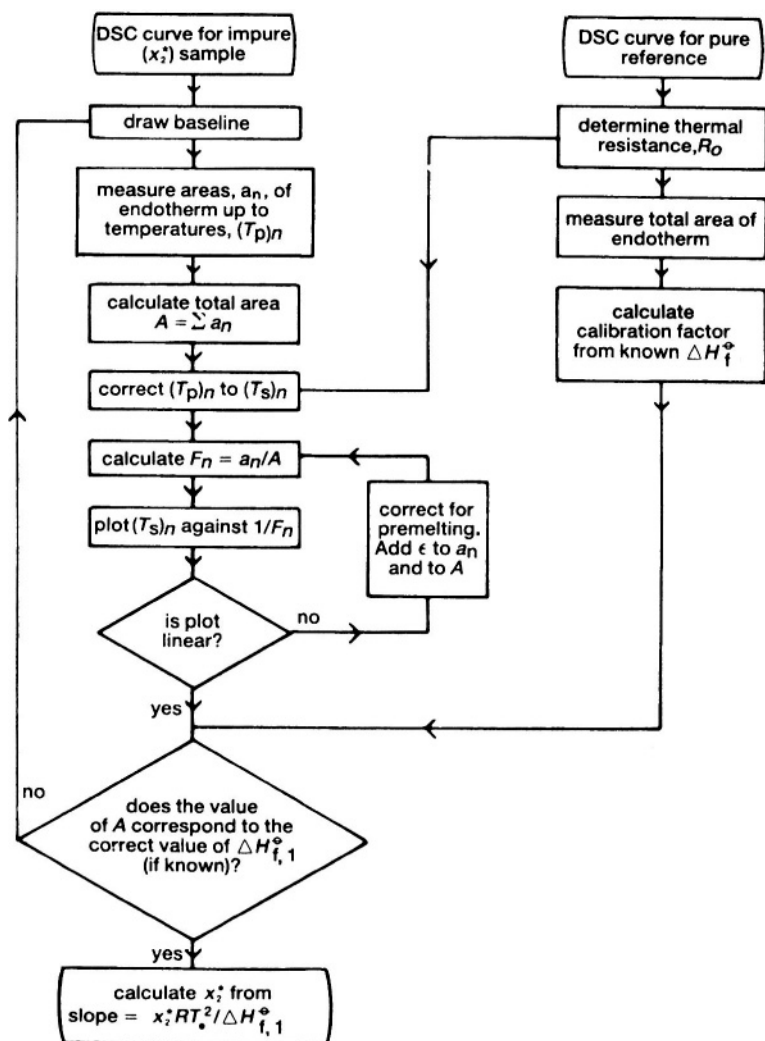 DSC curve for impure
(x₂*) sample
draw baseline
measure areas, aₙ, of
endotherm up to
temperatures, (Tp)n
calculate total area
A = Σ aₙ
correct (Tp)n to (Ts)n
calculate Fₙ = aₙ/A
plot (Ts)n against 1/Fₙ
is plot
linear?
no
correct for
premelting.
Add ϵ to aₙ
and to A
yes
does the value
of A correspond to the
correct value of △H°f, 1
(if known)?
no
yes
calculate x₂* from
slope = x₂*RT•²/△H°f, 1
DSC curve for pure
reference
determine thermal
resistance,Ro
measure total area of
endotherm
calculate
calibration factor
from known △H°f